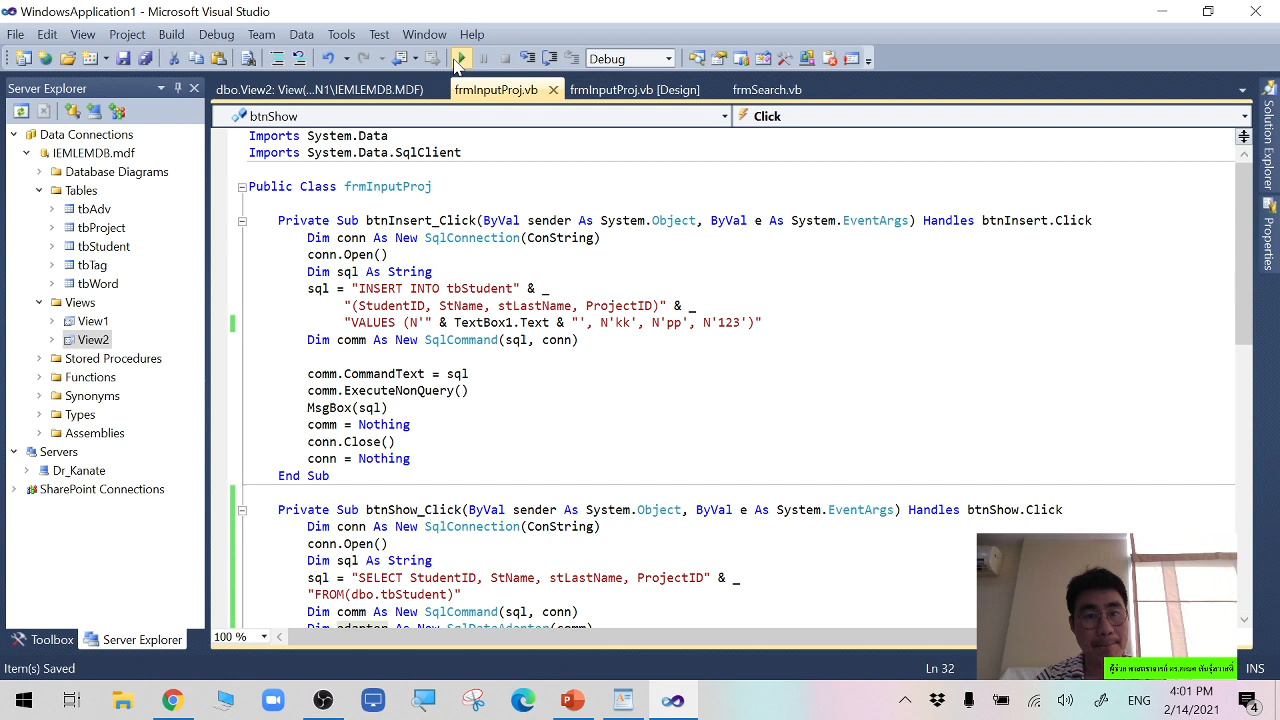 WindowsApplication1 - Microsoft Visual Studio
File Edit View Project Build Debug Team Data Tools Test Window Help
Debug
Server Explorer
dbo.View2: View(...N1\IEMLEMDB.MDF) frmInputProj.vb frmInputProj.vb [Design] frmSearch.vb
btnShow Click
Data Connections
IEMLEMDB.mdf
Database Diagrams
Tables
tbAdv
tbProject
tbStudent
tbTag
tbWord
Views
View1
View2
Stored Procedures
Functions
Synonyms
Types
Assemblies
Servers
Dr_Kanate
SharePoint Connections
Toolbox Server Explorer
Imports System.Data
Imports System.Data.SqlClient
Public Class frmInputProj
Private Sub btnInsert_Click(ByVal sender As System.Object, ByVal e As System.EventArgs) Handles btnInsert.Click
Dim conn As New SqlConnection(ConString)
conn.Open()
Dim sql As String
sql = "INSERT INTO tbStudent" & _
"(StudentID, StName, stLastName, ProjectID)" & _
"VALUES (N'" & TextBox1.Text & "', N'kk', N'pp', N'123')"
Dim comm As New SqlCommand(sql, conn)
comm.CommandText = sql
comm.ExecuteNonQuery()
MsgBox(sql)
comm = Nothing
conn.Close()
conn = Nothing
End Sub
Private Sub btnShow_Click(ByVal sender As System.Object, ByVal e As System.EventArgs) Handles btnShow.Click
Dim conn As New SqlConnection(ConString)
conn.Open()
Dim sql As String
sql = "SELECT StudentID, StName, stLastName, ProjectID" & _
"FROM(dbo.tbStudent)"
Dim comm As New SqlCommand(sql, conn)
Dim adapter As New SqlDataAdapter(comm)
100 %
Solution Explorer
Properties
Item(s) Saved Ln 32 INS
ENG
4:01 PM
2/14/2021
4